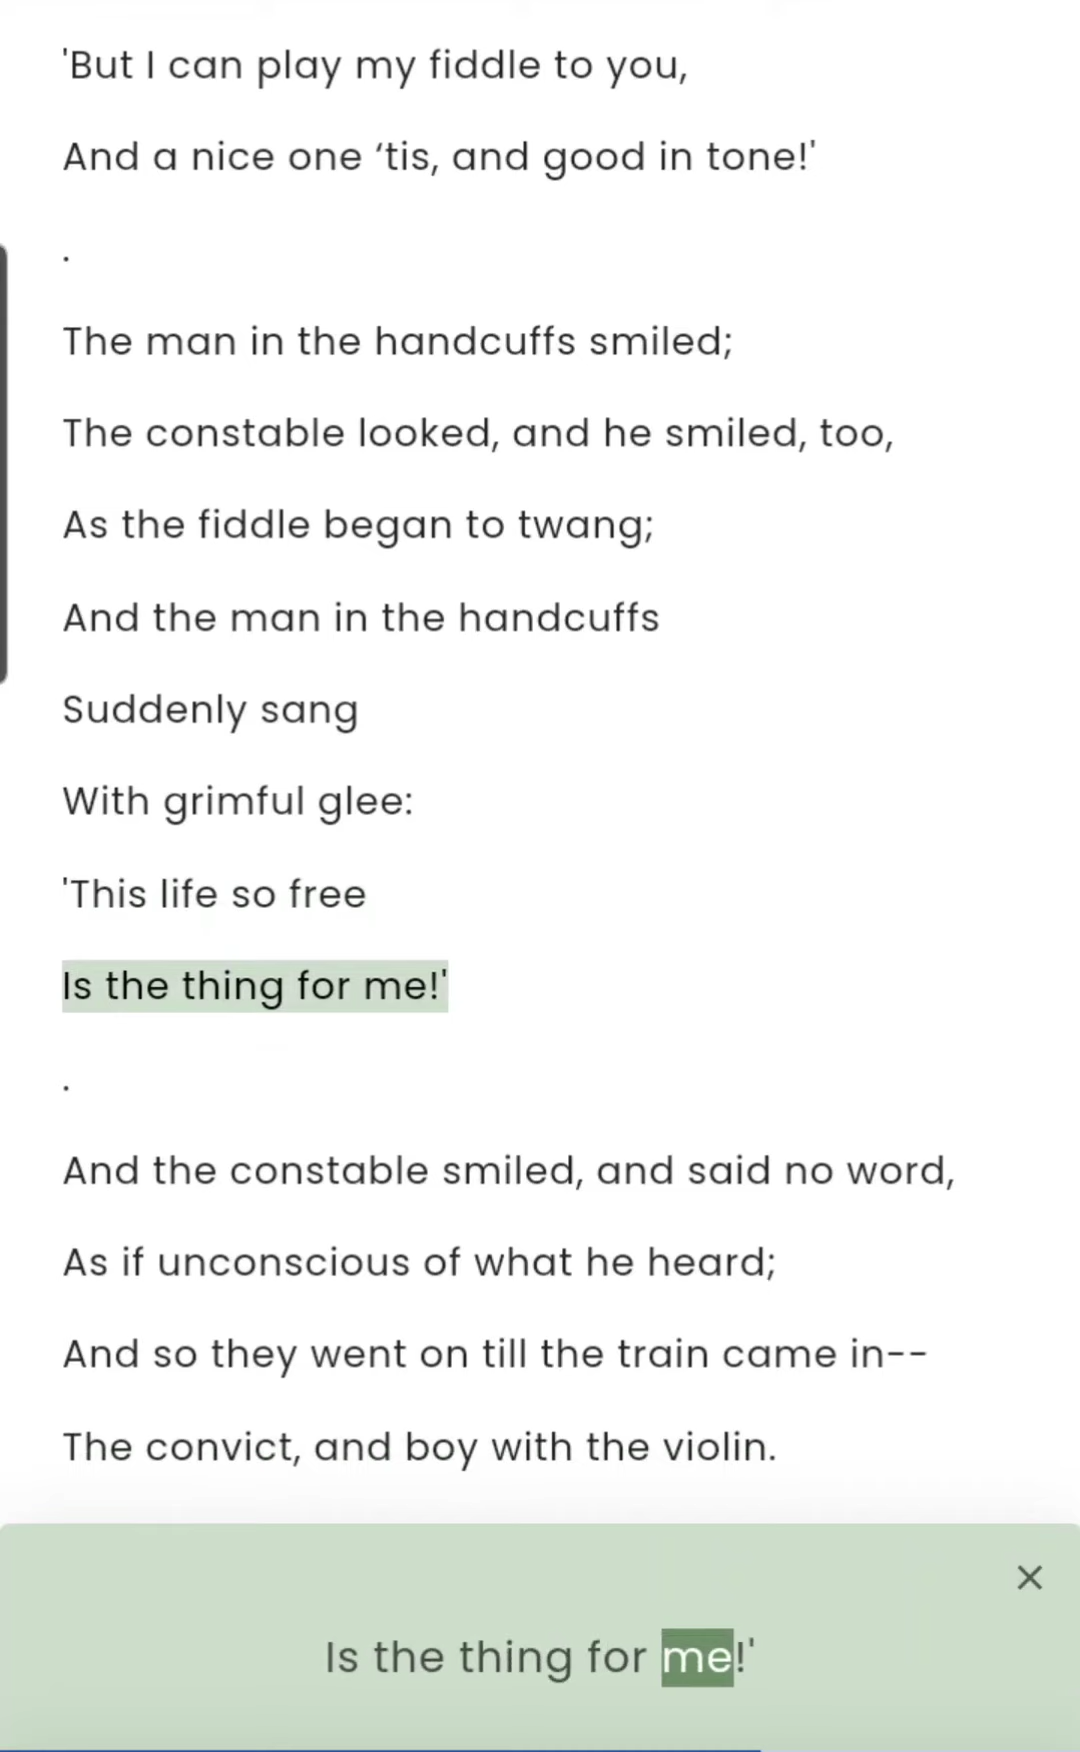 'But I can play my fiddle to you,
And a nice one ‘tis, and good in tone!'
.
The man in the handcuffs smiled;
The constable looked, and he smiled, too,
As the fiddle began to twang;
And the man in the handcuffs
Suddenly sang
With grimful glee:
'This life so free
Is the thing for me!'
.
And the constable smiled, and said no word,
As if unconscious of what he heard;
And so they went on till the train came in--
The convict, and boy with the violin.
Is the thing for me!'